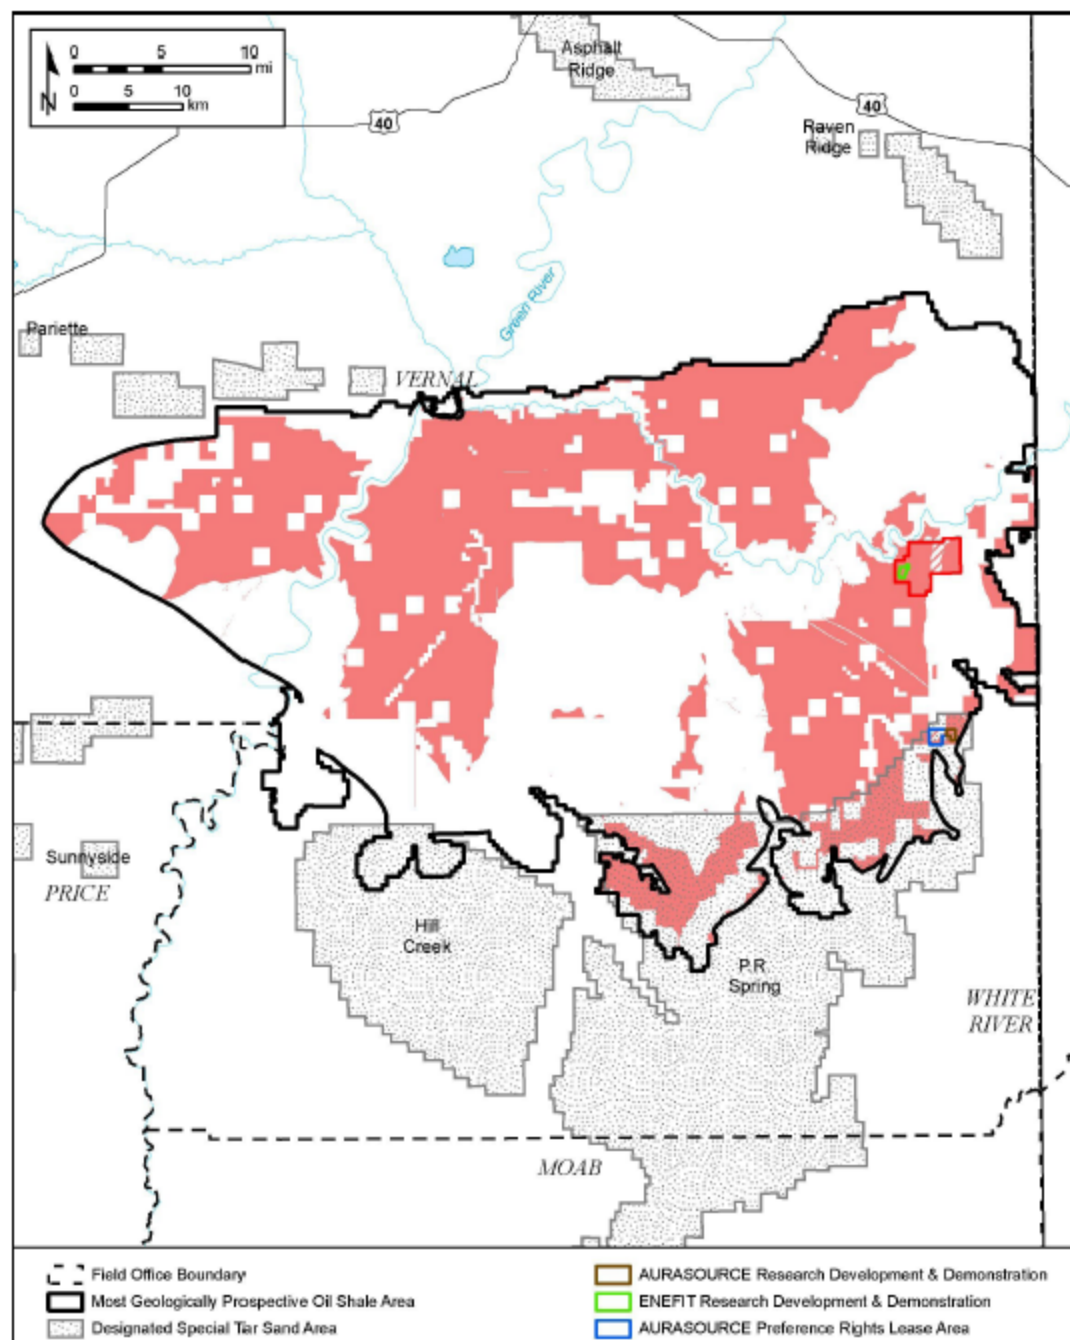 0 5 10
mi
0 5 10
km
N
Asphalt
Ridge
40
40
Raven
Ridge
Green River
Pariette
VERNAL
Sunnyside
PRICE
Hill
Creek
P.R
Spring
WHITE
RIVER
MOAB
Field Office Boundary
Most Geologically Prospective Oil Shale Area
Designated Special Tar Sand Area
AURASOURCE Research Development & Demonstration
ENEFIT Research Development & Demonstration
AURASOURCE Preference Rights Lease Area